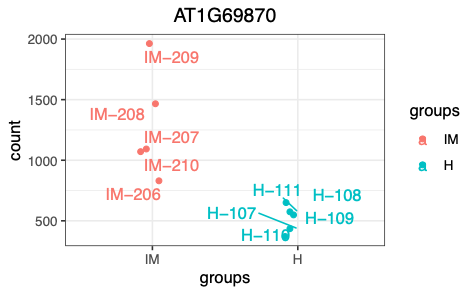 AT1G69870
2000
1500
1000
500
count
IM-209
IM-208
IM-207
IM-210
IM-206
H-111
H-108
H-107
H-109
IM
H
groups
groups
IM
H